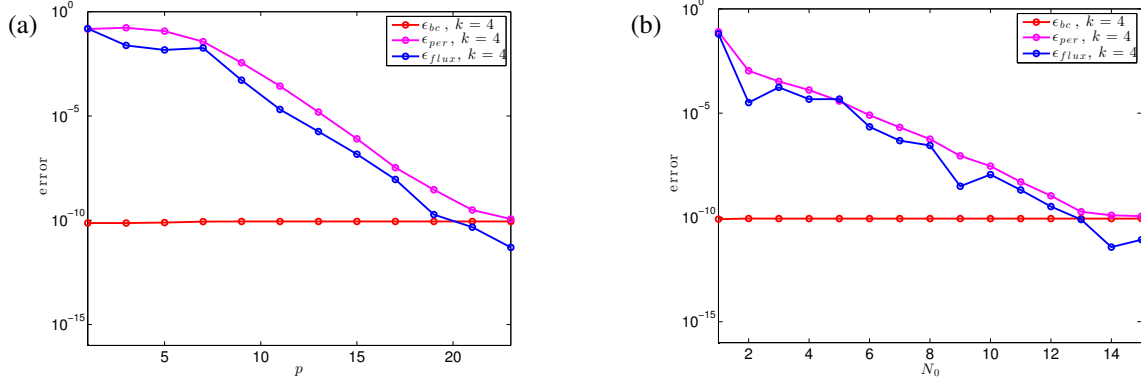 (a)
10^0
10^-5
10^-10
10^-15
error
5
10
15
20
p
ϵ_bc, k = 4
ϵ_per, k = 4
ϵ_flux, k = 4
(b)
10^0
10^-5
10^-10
10^-15
error
2
4
6
8
10
12
14
N_0
ϵ_bc, k = 4
ϵ_per, k = 4
ϵ_flux, k = 4